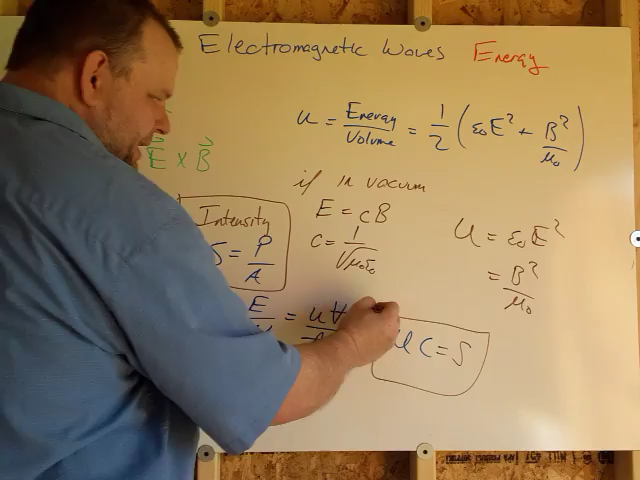 Electromagnetic Waves Energy
u = Energy/Volume = 1/2 (ε₀E² + B²/μ₀)
E⃗ x B⃗
if in vacuum
E = cB
c = 1/√μ₀ε₀
U = ε₀E²
= B²/μ₀
Intensity
S = P/A
u c = S